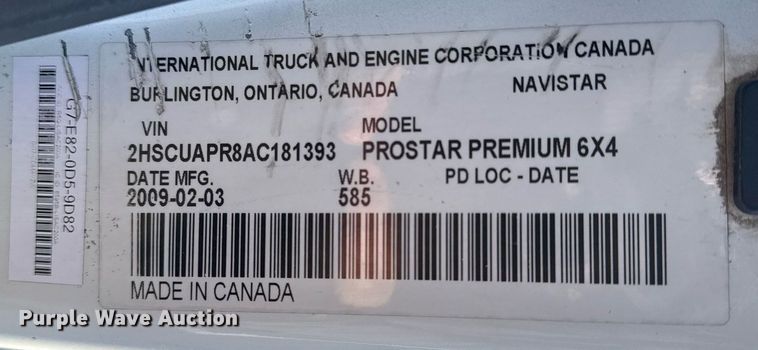 INTERNATIONAL TRUCK AND ENGINE CORPORATION CANADA
BURLINGTON, ONTARIO, CANADA NAVISTAR
VIN MODEL
2HSCUAPR8AC181393 PROSTAR PREMIUM 6X4
DATE MFG. W.B. PD LOC - DATE
2009-02-03 585
MADE IN CANADA
G7-E82-0D5-9D82
Purple Wave Auction